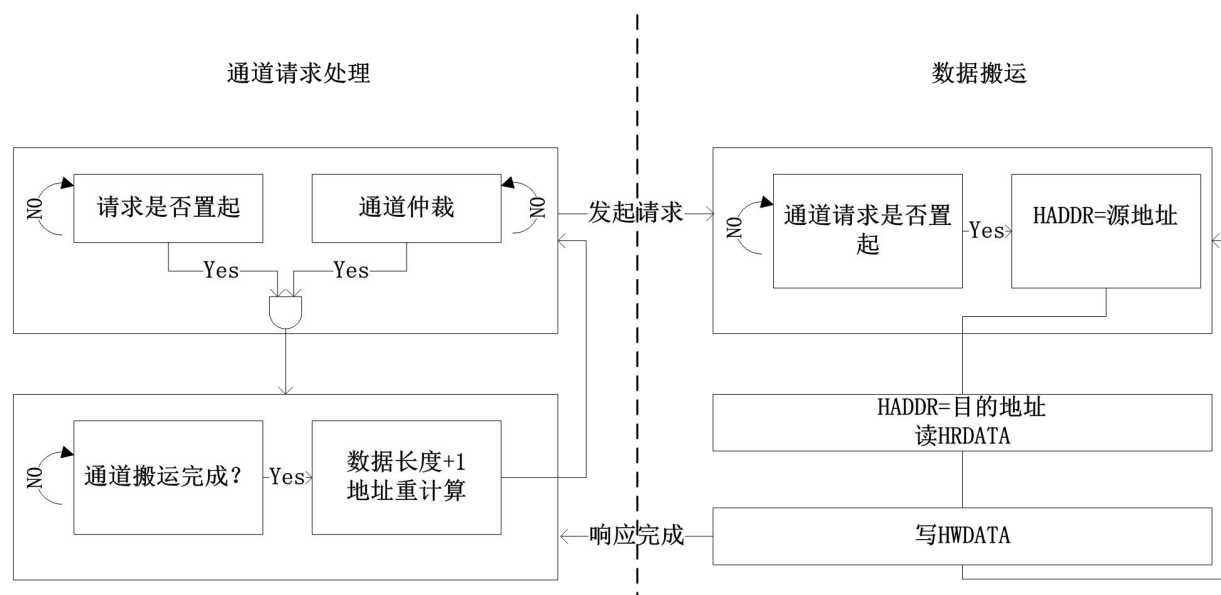 通道请求处理
数据搬运
NO
请求是否置起
通道仲裁
NO
发起请求
NO
通道请求是否置
起
Yes
HADDR=源地址
Yes
Yes
HADDR=目的地址
读HRDATA
NO
通道搬运完成？
Yes
数据长度+1
地址重计算
响应完成
写HWDATA